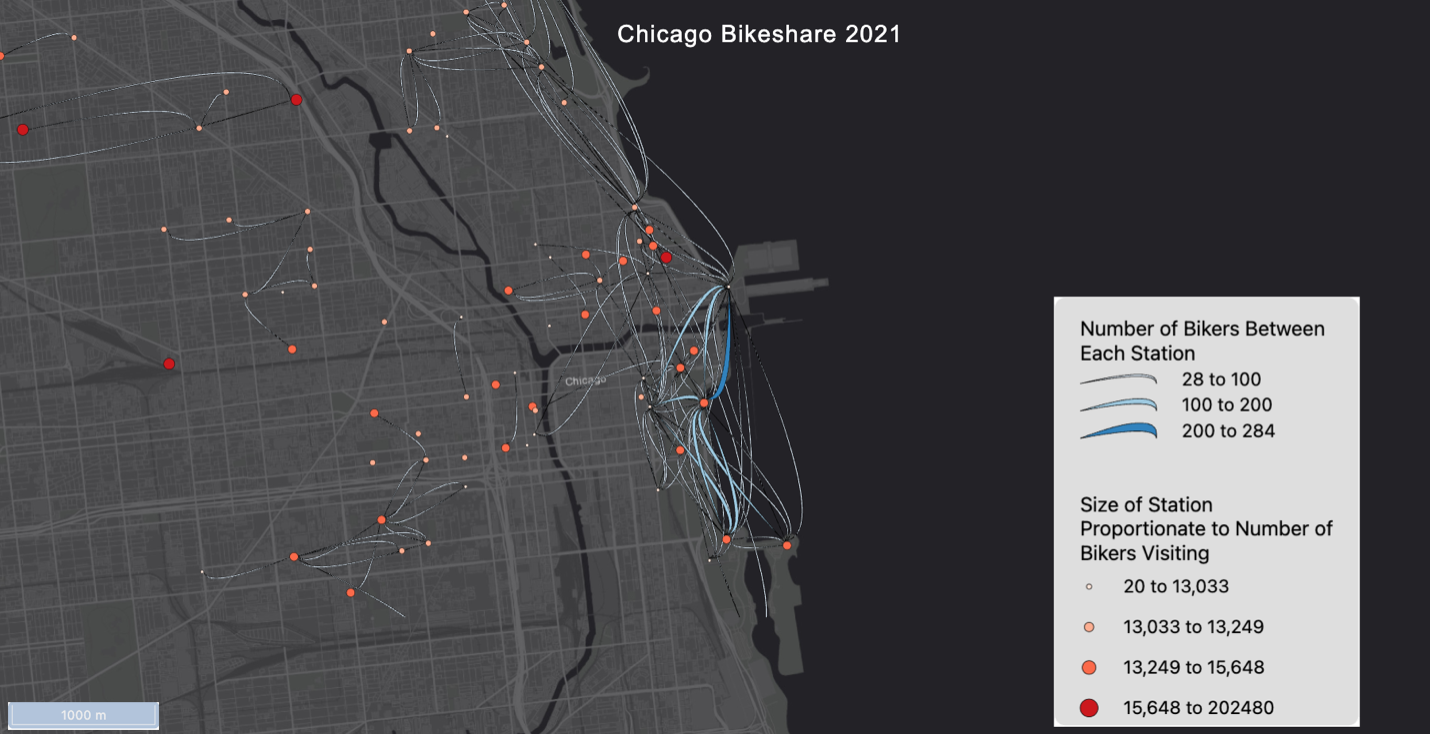 Chicago Bikeshare 2021
Chicago
Number of Bikers Between
Each Station
28 to 100
100 to 200
200 to 284
Size of Station
Proportionate to Number of
Bikers Visiting
20 to 13,033
13,033 to 13,249
13,249 to 15,648
15,648 to 202480
1000 m